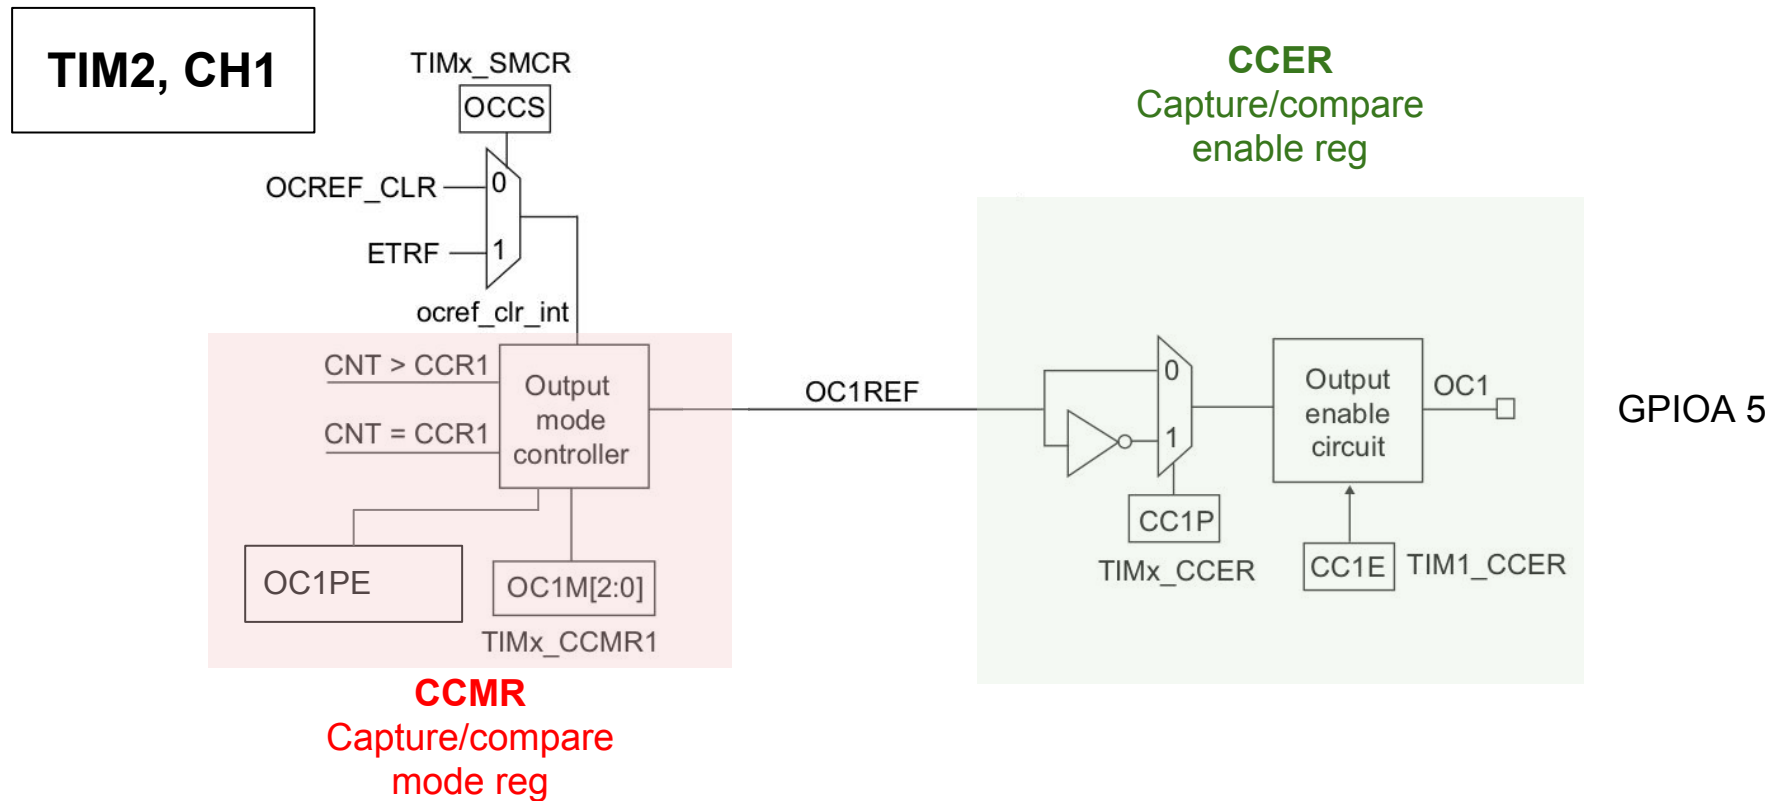 TIM2, CH1
TIMx_SMCR
OCCS
OCREF_CLR
0
ETRF
1
ocref_clr_int
CNT > CCR1
CNT = CCR1
Output
mode
controller
OC1PE
OC1M[2:0]
TIMx_CCMR1
CCMR
Capture/compare
mode reg
OC1REF
CCER
Capture/compare
enable reg
0
1
CC1P
TIMx_CCER
Output
enable
circuit
CC1E
TIM1_CCER
OC1
GPIOA 5